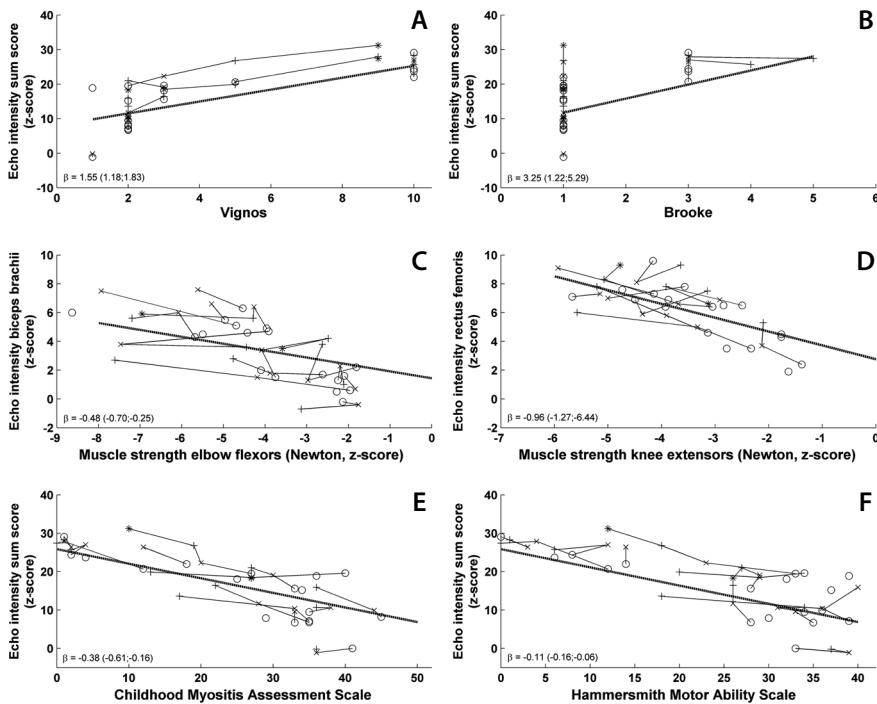 A
Echo intensity sum score
(z-score)
40
30
20
10
0
-10
0 2 4 6 8 10
β = 1.55 (1.18;1.83)
Vignos
B
Echo intensity sum score
(z-score)
40
30
20
10
0
-10
0 1 2 3 4 5 6
β = 3.25 (1.22;5.29)
Brooke
C
Echo intensity biceps brachii
(z-score)
10
8
6
4
2
0
-2
-9 -8 -7 -6 -5 -4 -3 -2 -1 0
β = -0.48 (-0.70;-0.25)
Muscle strength elbow flexors (Newton, z-score)
D
Echo intensity rectus femoris
(z-score)
10
8
6
4
2
0
-2
-7 -6 -5 -4 -3 -2 -1 0
β = -0.96 (-1.27;-6.44)
Muscle strength knee extensors (Newton, z-score)
E
Echo intensity sum score
(z-score)
40
30
20
10
0
0 10 20 30 40 50
β = -0.38 (-0.61;-0.16)
Childhood Myositis Assessment Scale
F
Echo intensity sum score
(z-score)
40
30
20
10
0
0 5 10 15 20 25 30 35 40
β = -0.11 (-0.16;-0.06)
Hammersmith Motor Ability Scale